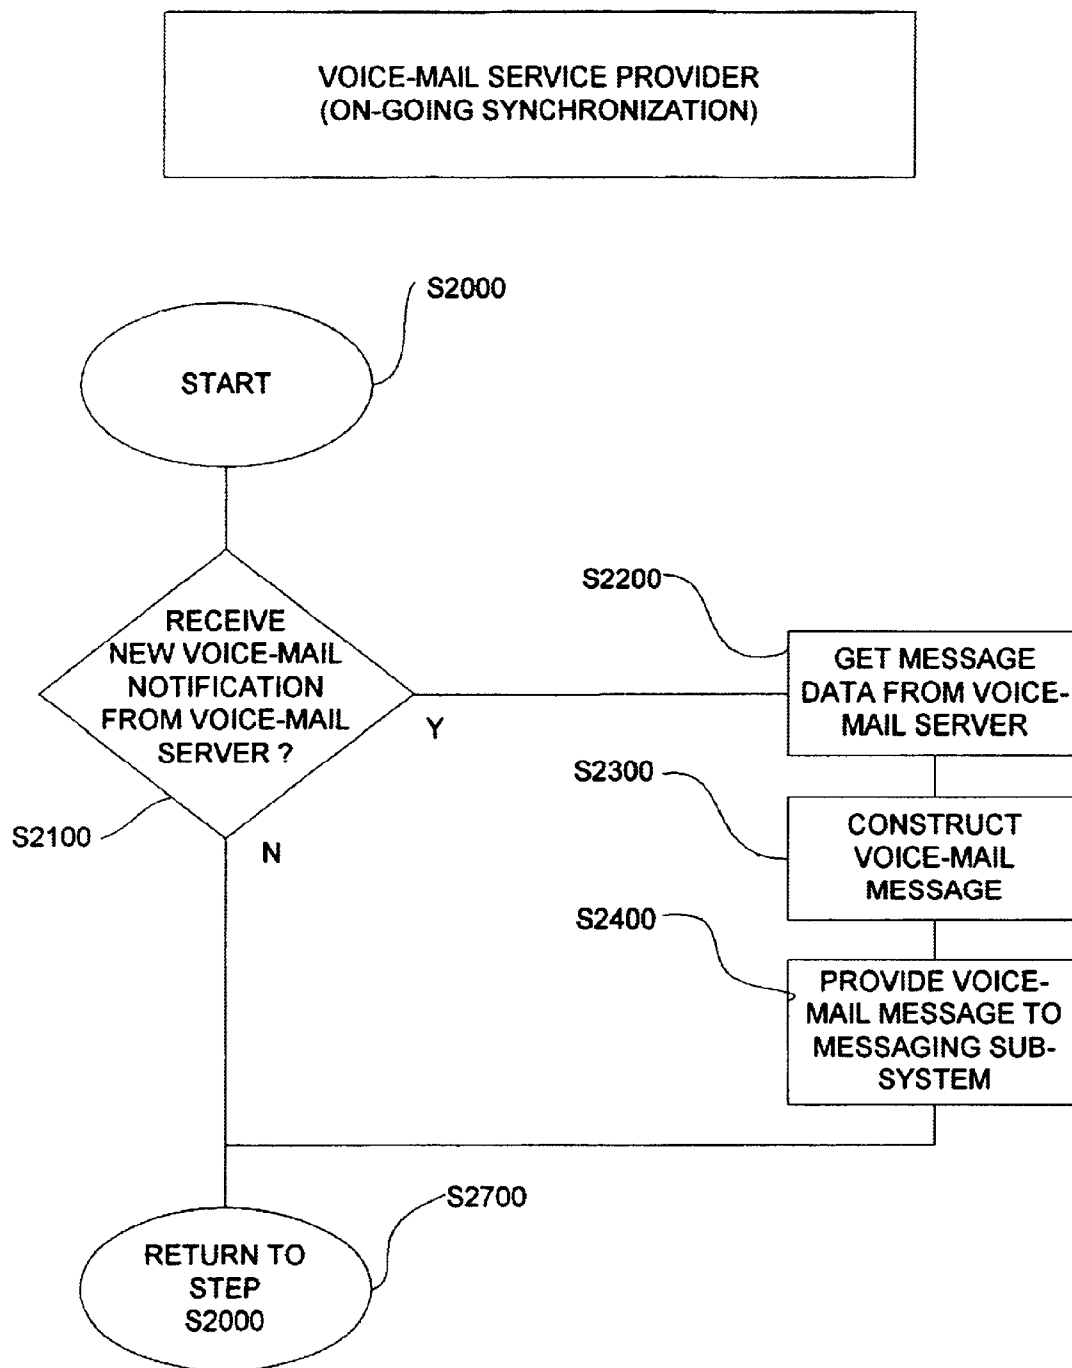 VOICE-MAIL SERVICE PROVIDER
(ON-GOING SYNCHRONIZATION)
S2000
START
RECEIVE
NEW VOICE-MAIL
NOTIFICATION
FROM VOICE-MAIL
SERVER ?
Y
S2100
N
S2200
GET MESSAGE
DATA FROM VOICE-
MAIL SERVER
S2300
CONSTRUCT
VOICE-MAIL
MESSAGE
S2400
PROVIDE VOICE-
MAIL MESSAGE TO
MESSAGING SUB-
SYSTEM
S2700
RETURN TO
STEP
S2000